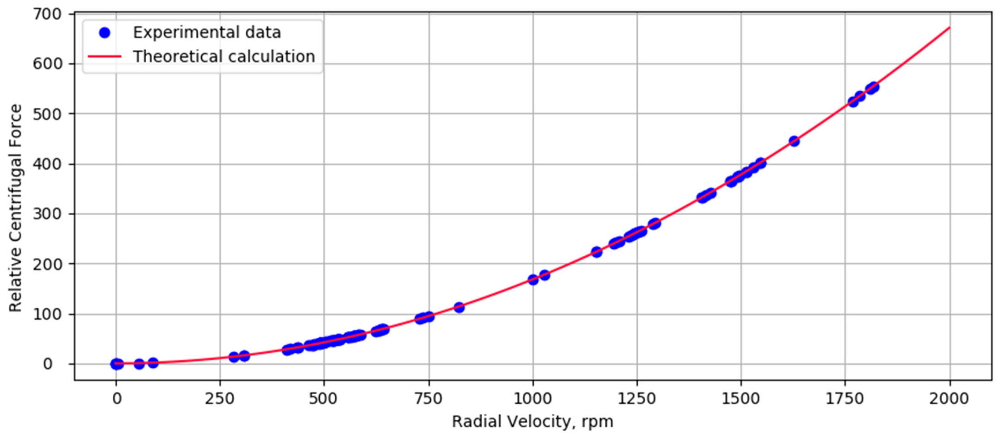 700
600
500
400
300
200
100
0
Relative Centrifugal Force
Experimental data
Theoretical calculation
0 250 500 750 1000 1250 1500 1750 2000
Radial Velocity, rpm